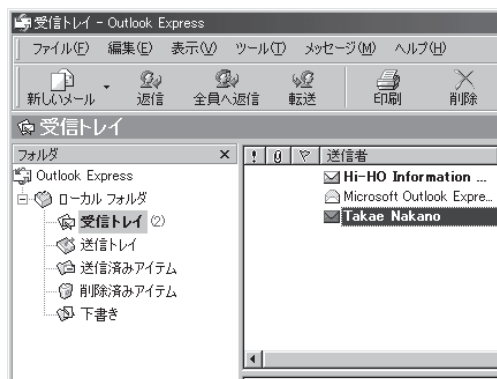 受信トレイ - Outlook Express
ファイル(F) 編集(E) 表示(V) ツール(T) メッセージ(M) ヘルプ(H)
新しいメール 返信 全員へ返信 転送 印刷 削除
受信トレイ
フォルダ × ! 送信者
Outlook Express
ローカル フォルダ
受信トレイ (2)
送信トレイ
送信済みアイテム
削除済みアイテム
下書き
Hi-HO Information ...
Microsoft Outlook Expre...
Takae Nakano